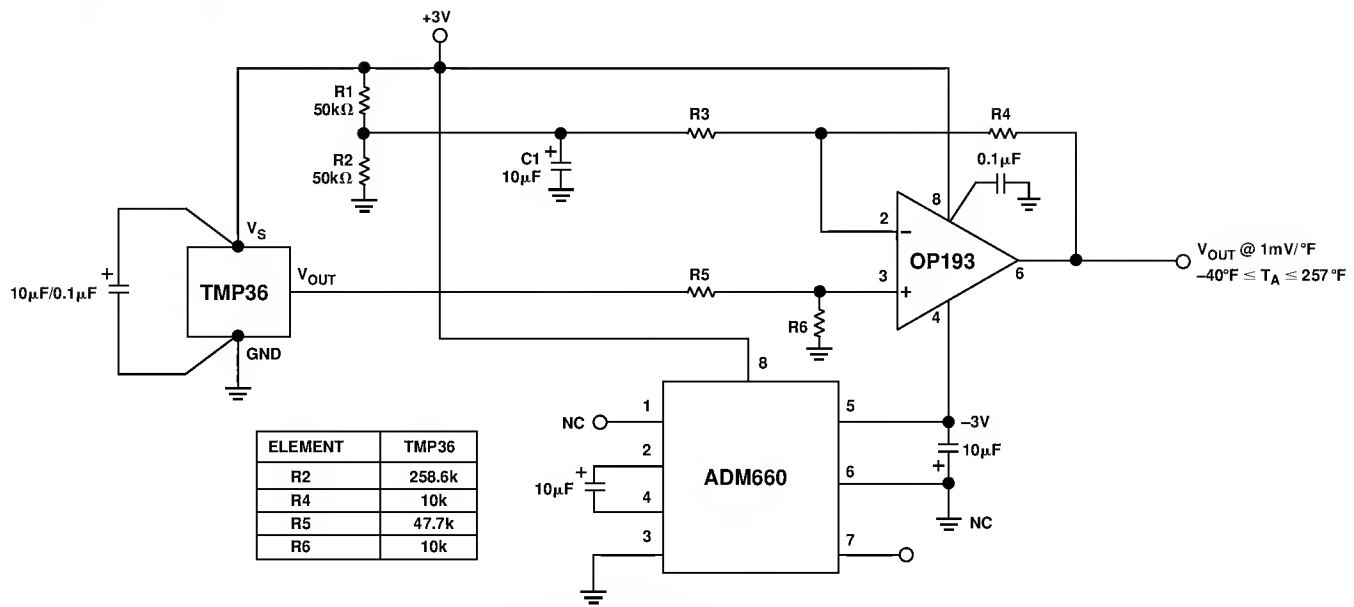 +3V
R1
50kΩ
R3
R4
R2
50kΩ
C1
10μF
+
0.1μF
VS
VOUT
10μF/0.1μF
+
TMP36
GND
R5
R6
2
−
3
+
8
OP193
6
4
VOUT @ 1mV/°F
−40°F ≤ TA ≤ 257°F
8
NC
1
2
4
3
+
10μF
ADM660
5
6
7
−3V
10μF
+
NC
ELEMENT TMP36
R2 258.6k
R4 10k
R5 47.7k
R6 10k